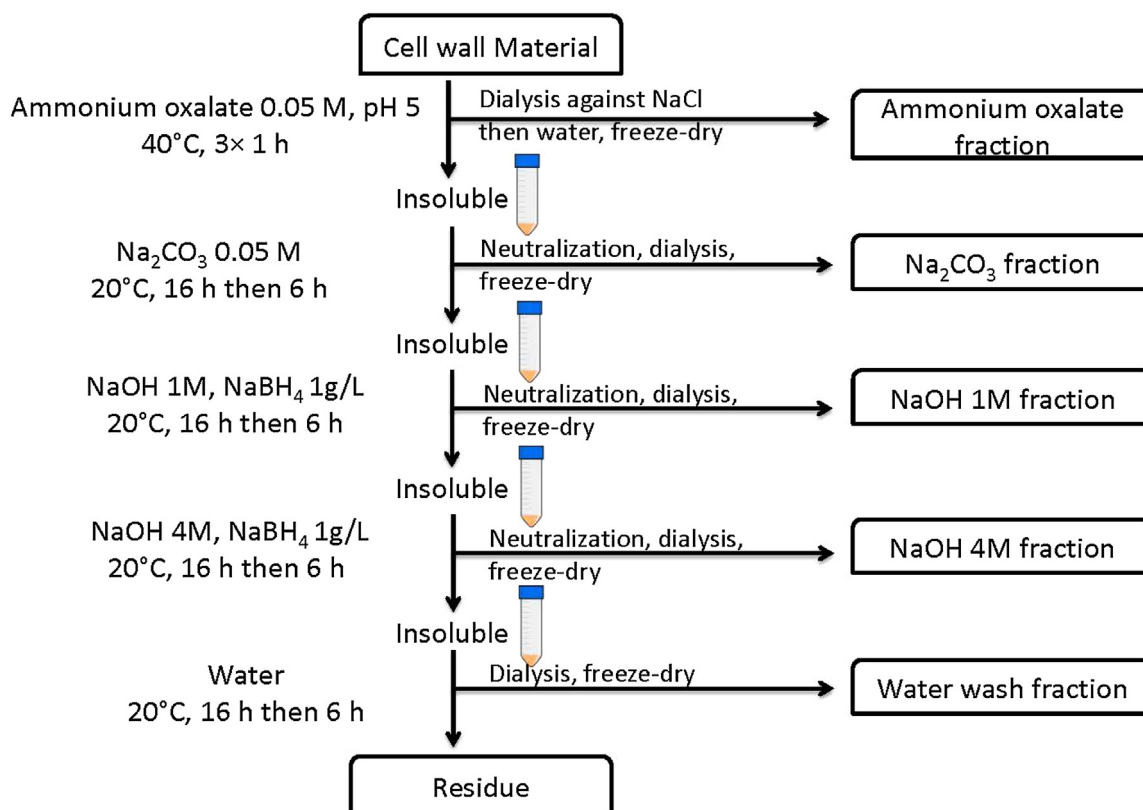 Cell wall Material
Ammonium oxalate 0.05 M, pH 5
40°C, 3× 1 h
Dialysis against NaCl
then water, freeze-dry
Ammonium oxalate
fraction
Insoluble
Na₂CO₃ 0.05 M
20°C, 16 h then 6 h
Neutralization, dialysis,
freeze-dry
Na₂CO₃ fraction
Insoluble
NaOH 1M, NaBH₄ 1g/L
20°C, 16 h then 6 h
Neutralization, dialysis,
freeze-dry
NaOH 1M fraction
Insoluble
NaOH 4M, NaBH₄ 1g/L
20°C, 16 h then 6 h
Neutralization, dialysis,
freeze-dry
NaOH 4M fraction
Insoluble
Water
20°C, 16 h then 6 h
Dialysis, freeze-dry
Water wash fraction
Residue